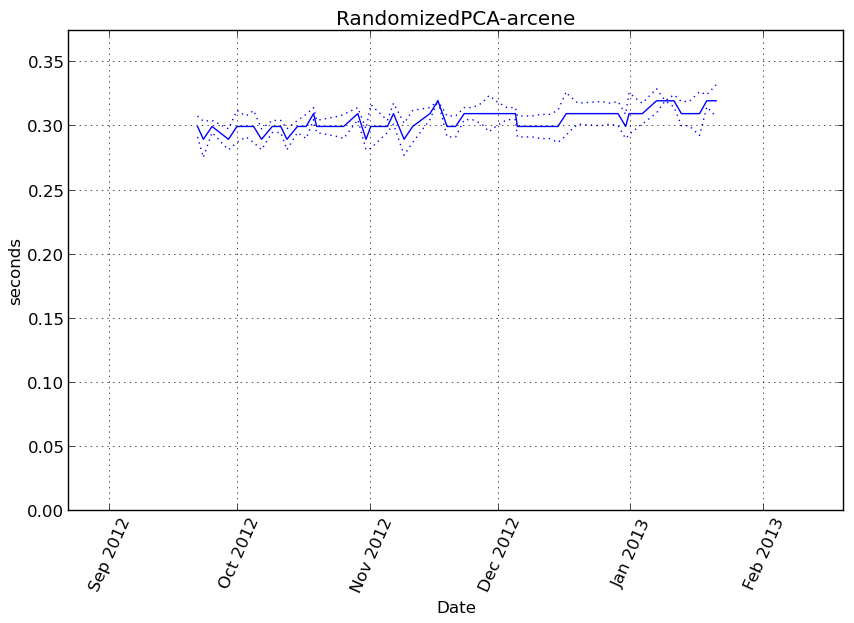 RandomizedPCA-arcene
0.35
0.30
0.25
0.20
0.15
0.10
0.05
0.00
seconds
Sep 2012
Oct 2012
Nov 2012
Dec 2012
Jan 2013
Feb 2013
Date